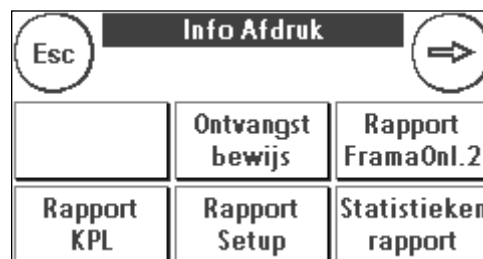 Info Afdruk
Esc
Ontvangst
bewijs
Rapport
FramaOnl.2
Rapport
KPL
Rapport
Setup
Statistieken
rapport